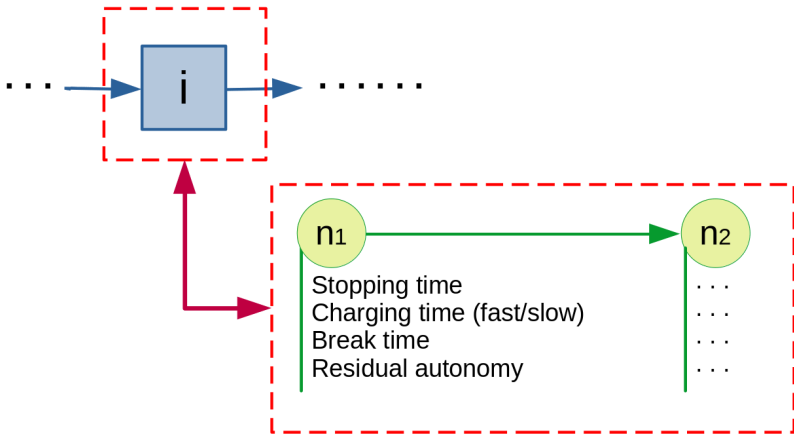 ... i ......
n1 n2
Stopping time ...
Charging time (fast/slow) ...
Break time ...
Residual autonomy ...